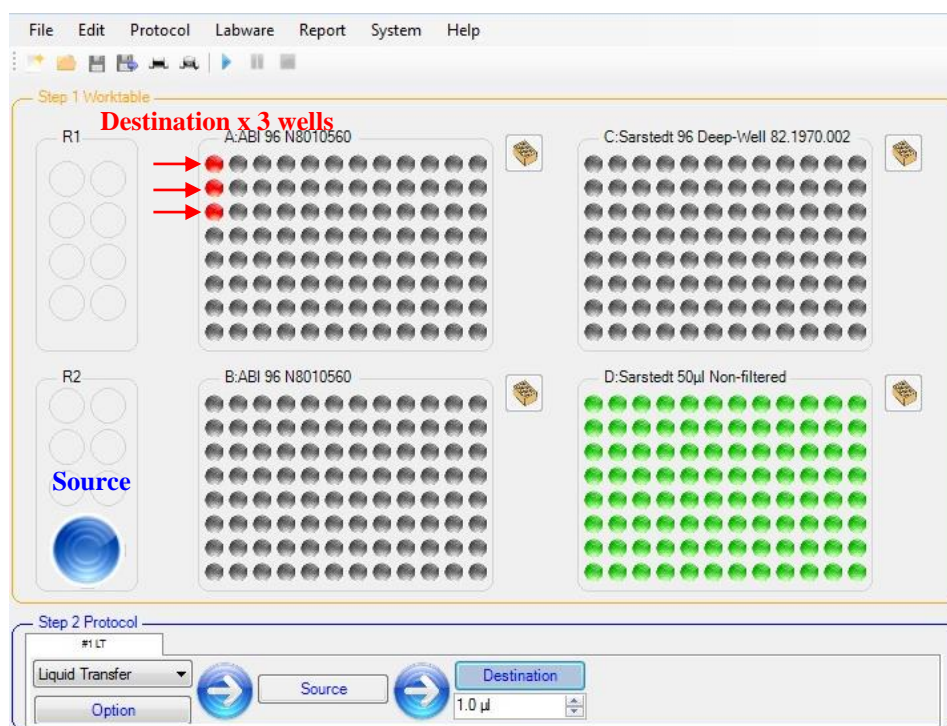 File Edit Protocol Labware Report System Help
Step 1 Worktable
Destination x 3 wells
R1
A:ABI 96 N8010560
C:Sarstedt 96 Deep-Well 82.1970.002
R2
B:ABI 96 N8010560
D:Sarstedt 50µl Non-filtered
Source
Step 2 Protocol
#1 LT
Liquid Transfer
Source
Destination
Option
1.0 µl